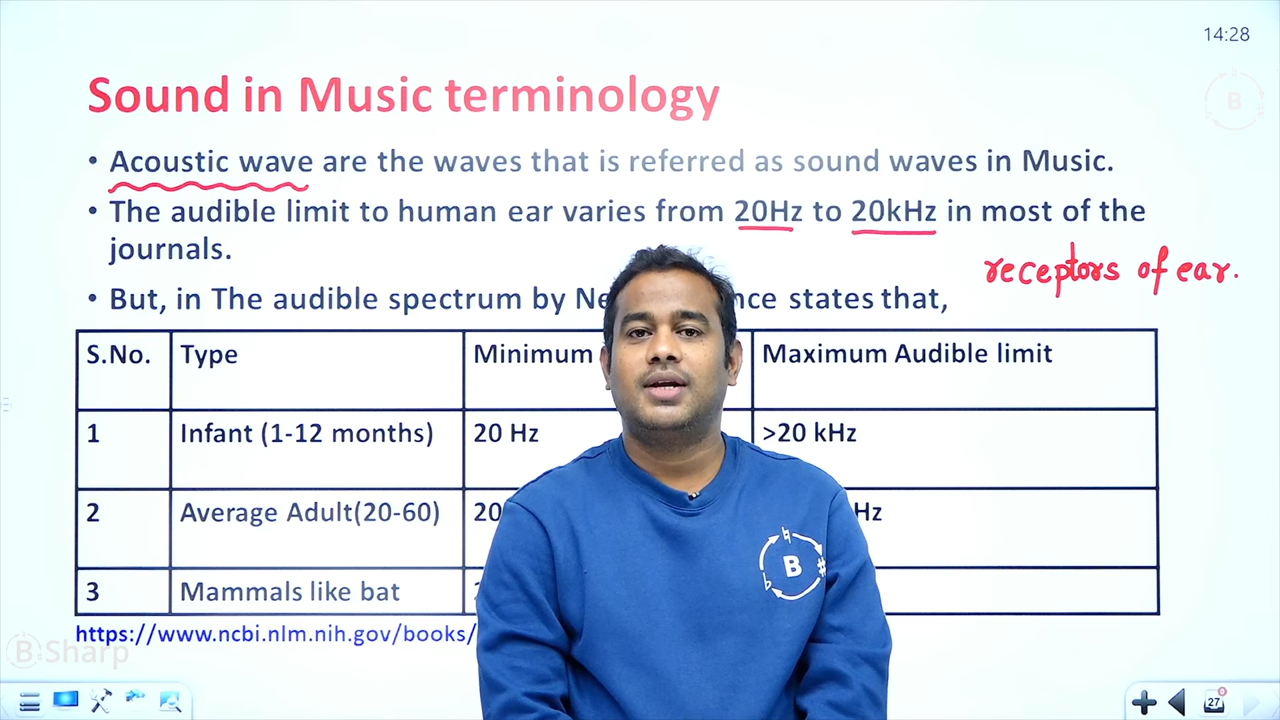 14:28
Sound in Music terminology
B
• Acoustic wave are the waves that is referred as sound waves in Music.
• The audible limit to human ear varies from 20Hz to 20kHz in most of the
journals.
receptors of ear.
• But, in The audible spectrum by states that,
S.No. Type Minimum Maximum Audible limit
1 Infant (1-12 months) 20 Hz >20 kHz
2 Average Adult(20-60) 20 Hz
3 Mammals like bat
https://www.ncbi.nlm.nih.gov/books/
B Sharp
B
27